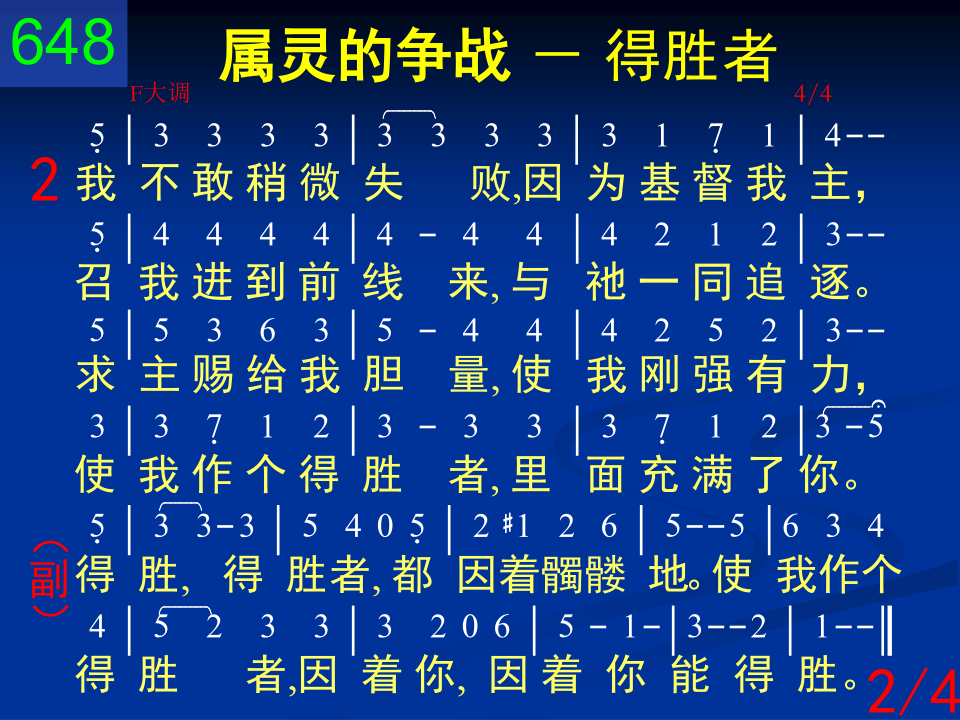 648
属灵的争战 － 得胜者
F大调 4/4
5̣ | 3 3 3 3 | 3 3 3 3 | 3 1 7̣ 1 | 4--
2 我 不敢稍微 失 败,因 为基督我 主，
5̣ | 4 4 4 4 | 4 - 4 4 | 4 2 1 2 | 3--
召 我进到前 线 来,与 祂一同追 逐。
5 | 5 3 6 3 | 5 - 4 4 | 4 2 5 2 | 3--
求 主赐给我 胆 量,使 我刚强有 力，
3 | 3 7̣ 1 2 | 3 - 3 3 | 3 7̣ 1 2 | 3 -5
使 我作个得 胜 者,里 面充满了 你。
5̣ | 3 3-3 | 5 4 0 5̣ | 2 #1 2 6 | 5--5 | 6 3 4
（副） 得 胜, 得 胜者,都 因着髑髅 地。使 我作个
4 | 5 2 3 3 | 3 2 0 6 | 5 - 1- | 3--2 | 1--‖
得 胜 者,因 着你, 因着 你 能 得 胜。
2/4